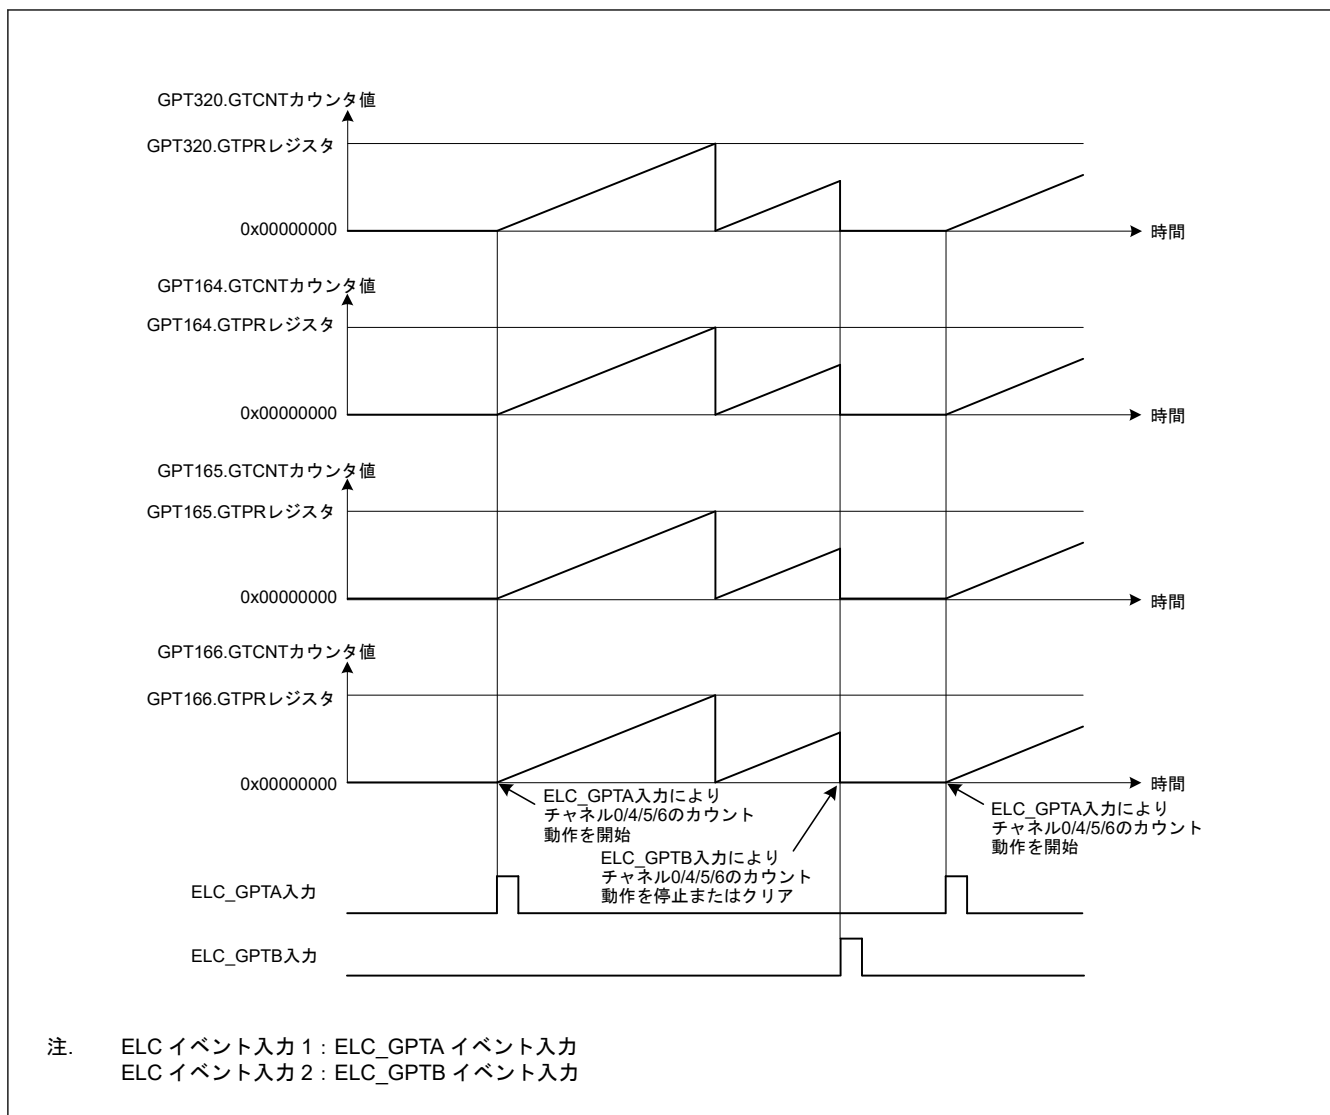 GPT320.GTCNTカウンタ値
GPT320.GTPRレジスタ
0x00000000
時間
GPT164.GTCNTカウンタ値
GPT164.GTPRレジスタ
0x00000000
時間
GPT165.GTCNTカウンタ値
GPT165.GTPRレジスタ
0x00000000
時間
GPT166.GTCNTカウンタ値
GPT166.GTPRレジスタ
0x00000000
時間
ELC_GPTA入力により
チャネル0/4/5/6のカウント
動作を開始
ELC_GPTB入力により
チャネル0/4/5/6のカウント
動作を停止またはクリア
ELC_GPTA入力により
チャネル0/4/5/6のカウント
動作を開始
ELC_GPTA入力
ELC_GPTB入力
注. ELC イベント入力 1 : ELC_GPTA イベント入力
ELC イベント入力 2 : ELC_GPTB イベント入力